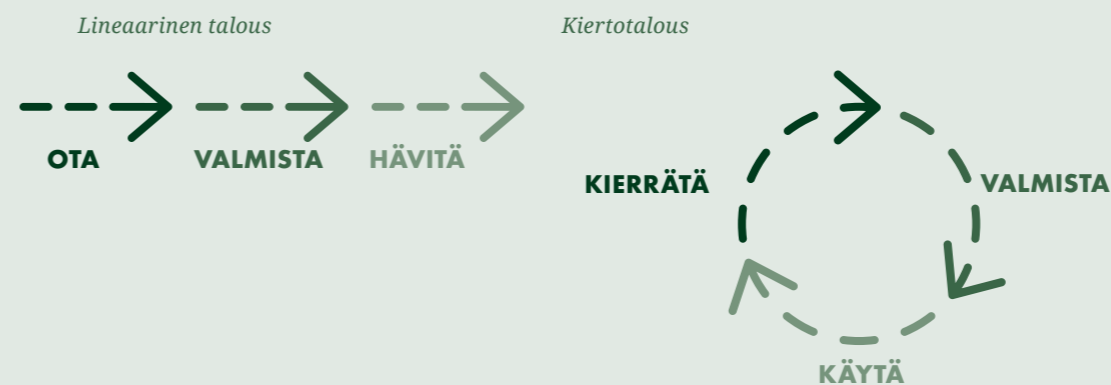 Lineaarinen talous
OTA
VALMISTA
HÄVITÄ
Kiertotalous
KIERRÄTÄ
VALMISTA
KÄYTÄ